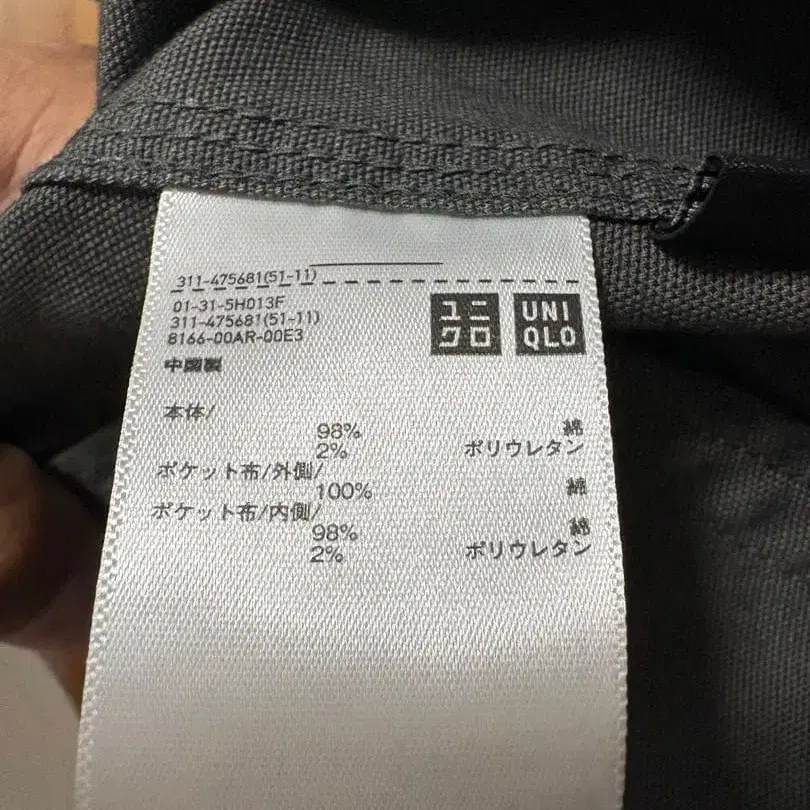 311-475681(51-11)
01-31-5H013F
311-475681(51-11)
8166-00AR-00E3
ユニ
クロ
UNI
QLO
中国製
本体/
98% 綿
2% ポリウレタン
ポケット布/外側/
100% 綿
ポケット布/内側/
98% 綿
2% ポリウレタン